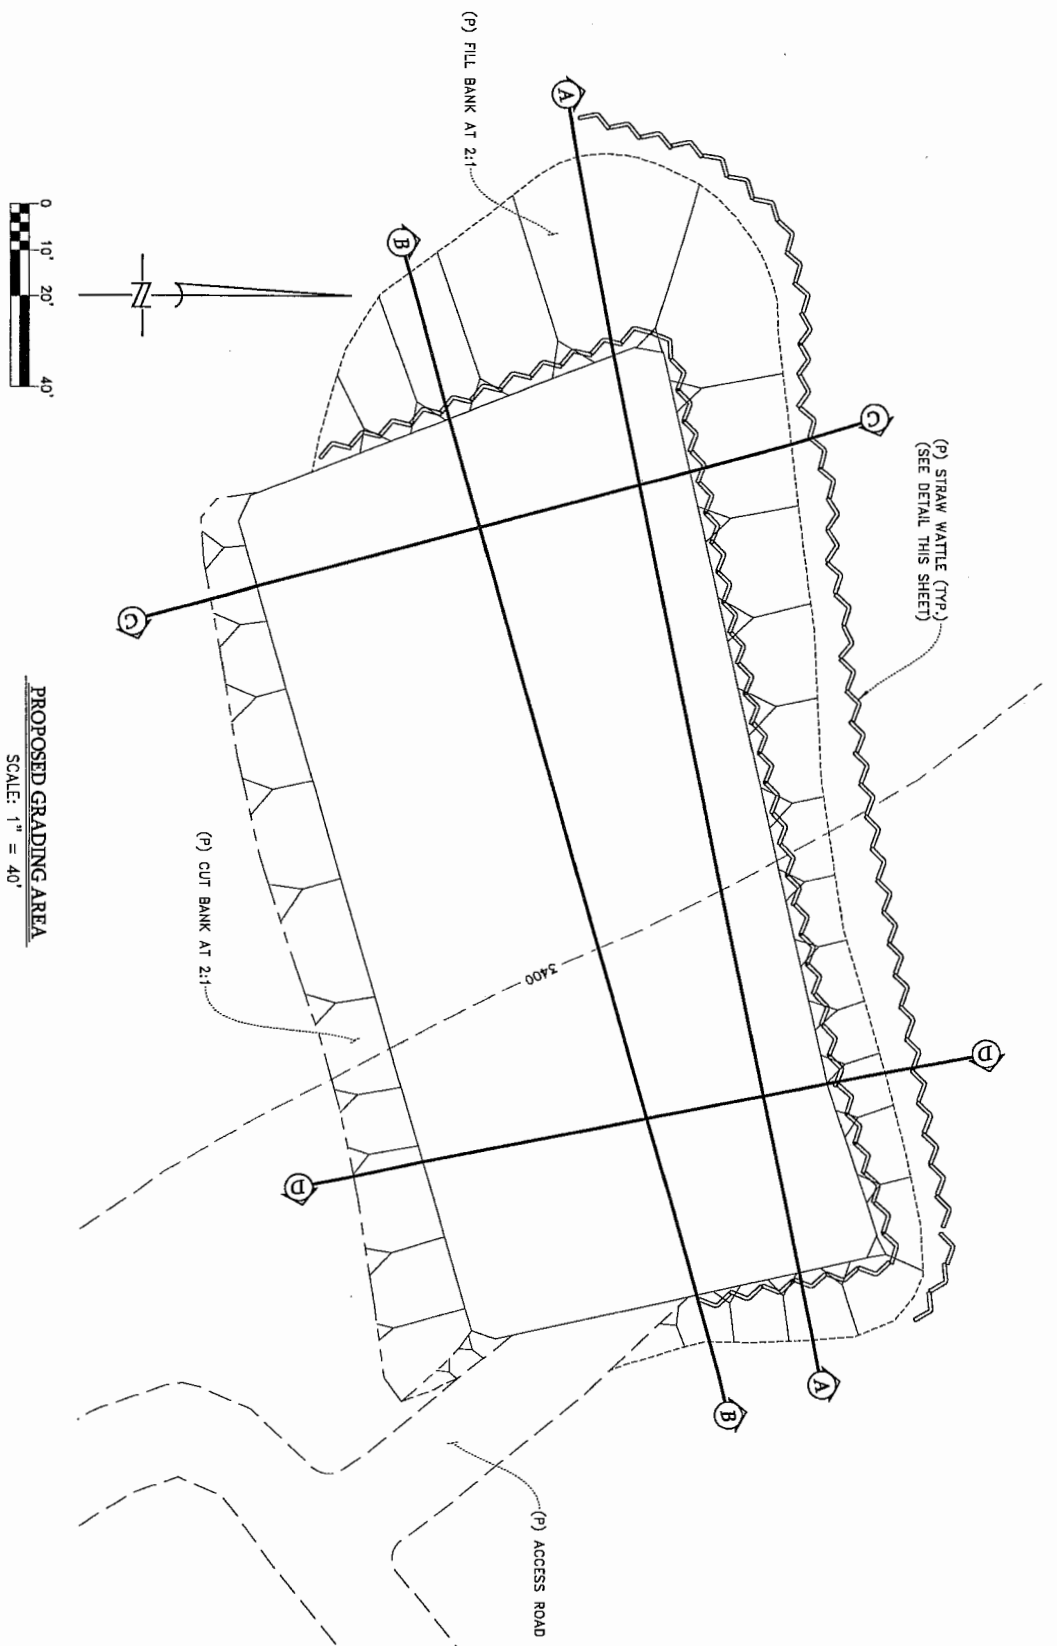 (P) FILL BANK AT 2:1
A
B
C
(P) STRAW WATTLE (TYP.)
(SEE DETAIL THIS SHEET)
0
10'
20'
40'
N
C
3400
(P) CUT BANK AT 2:1
D
D
A
B
(P) ACCESS ROAD
PROPOSED GRADING AREA
SCALE: 1" = 40'